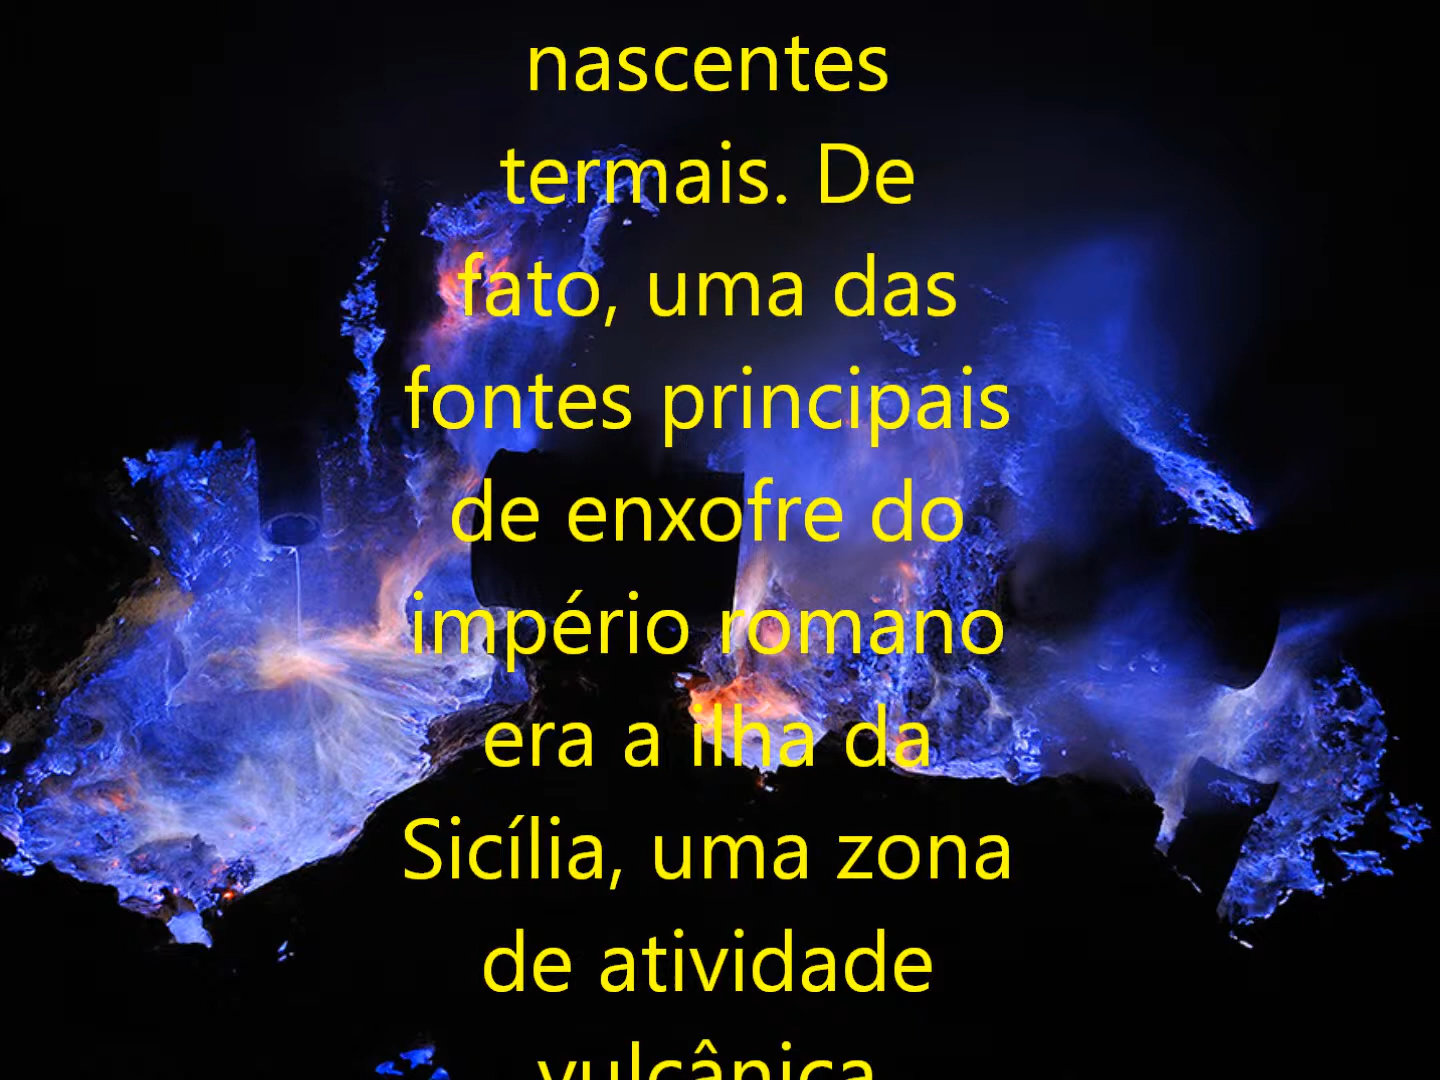 nascentes
termais. De
fato, uma das
fontes principais
de enxofre do
império romano
era a ilha da
Sicília, uma zona
de atividade
vulcânica